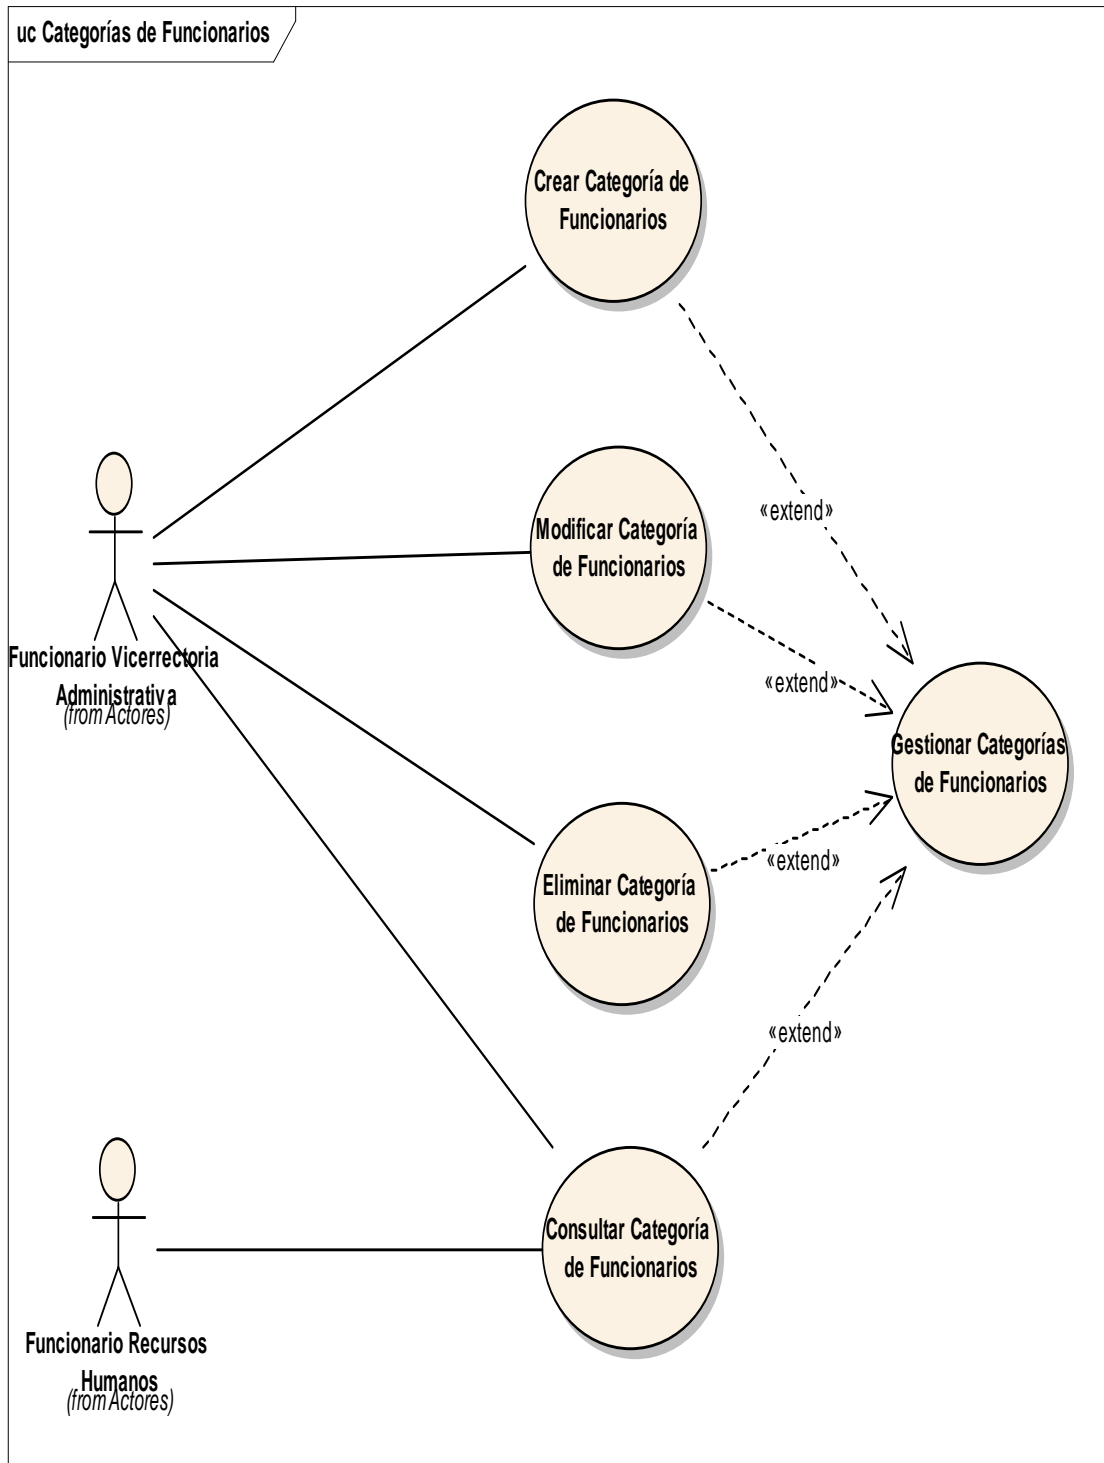 uc Categorías de Funcionarios
Crear Categoría de
Funcionarios
«extend»
Modificar Categoría
de Funcionarios
Funcionario Vicerrectoria
Administrativa
(from Actores)
«extend»
Gestionar Categorías
de Funcionarios
«extend»
Eliminar Categoría
de Funcionarios
«extend»
Consultar Categoría
de Funcionarios
Funcionario Recursos
Humanos
(from Actores)